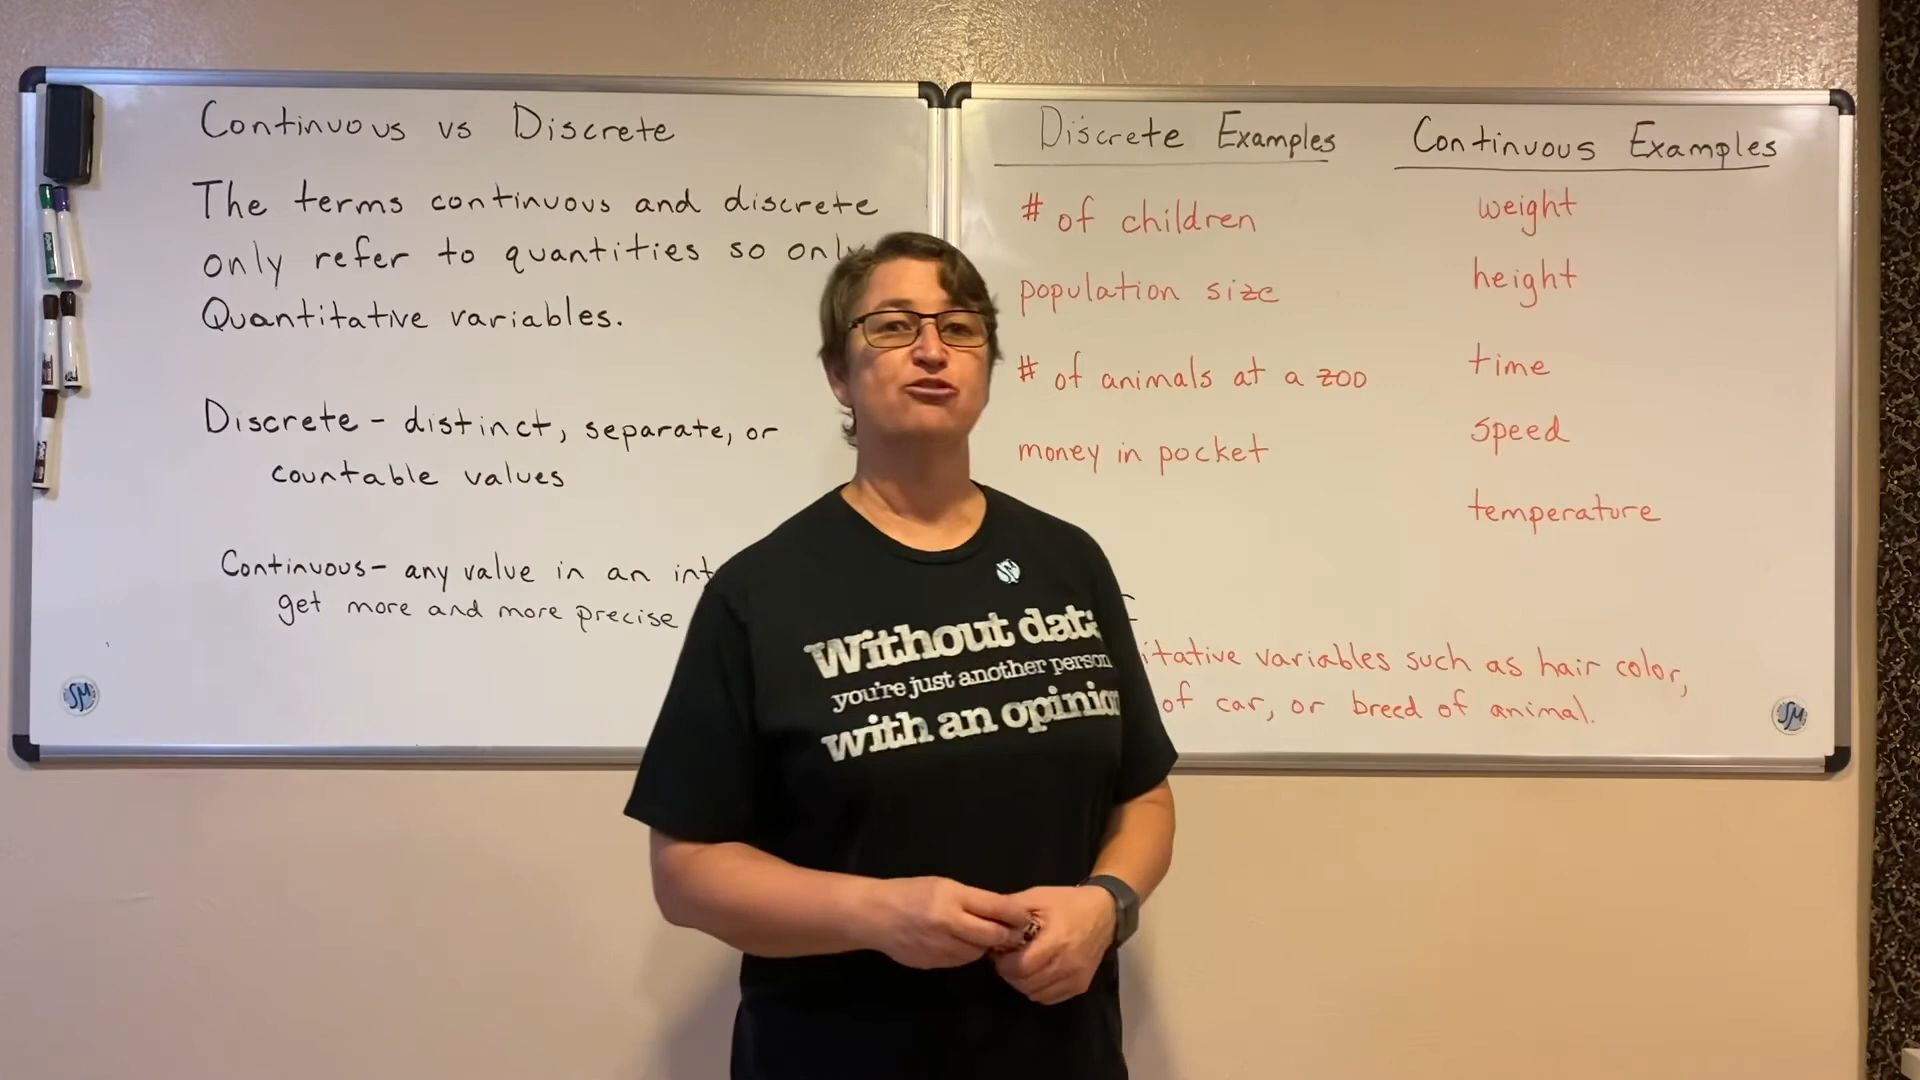 Continuous vs Discrete
The terms continuous and discrete
only refer to quantities so only
Quantitative variables.
Discrete - distinct, separate, or
countable values
Continuous - any value in an
get more and more precise
Discrete Examples
# of children
population size
# of animals at a zoo
money in pocket
Continuous Examples
weight
height
time
speed
temperature
variables such as hair color,
of car, or breed of animal.
Without data
you're just another person
with an opinion
SM
SM